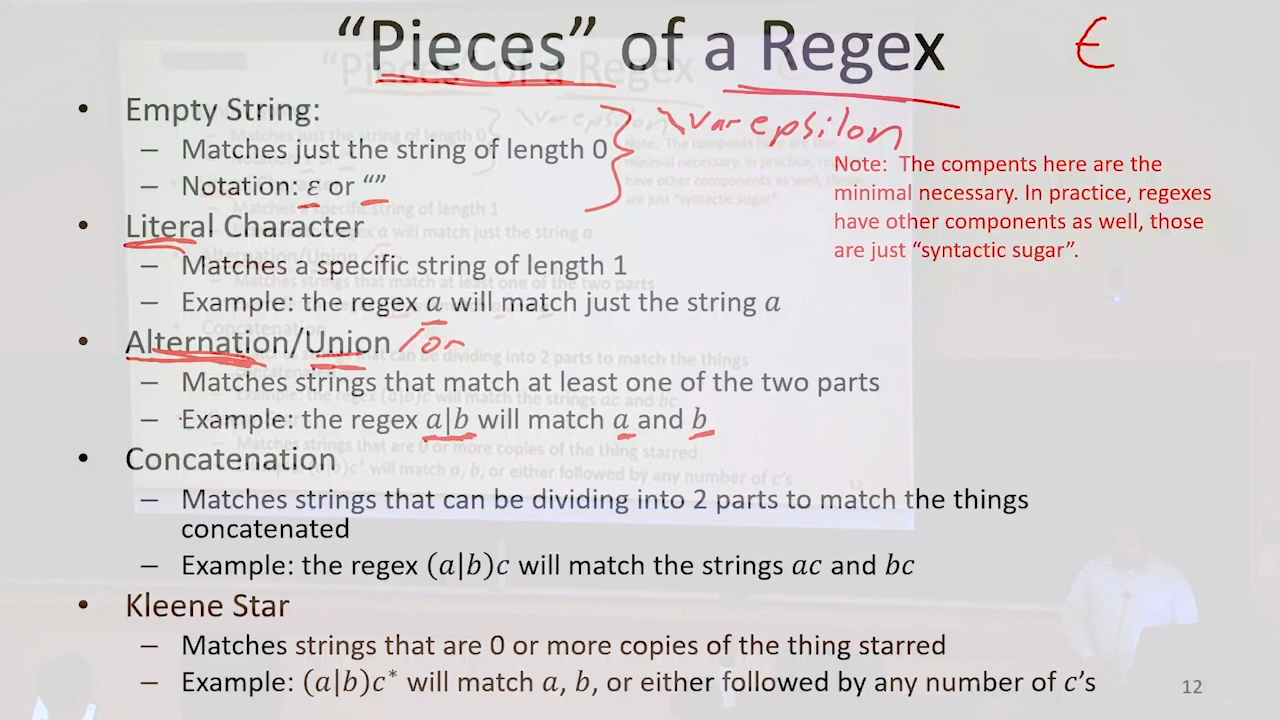 “Pieces” of a Regex ϵ
• Empty String:
– Matches just the string of length 0
– Notation: ε or “”
\varepsilon
Note: The compents here are the
minimal necessary. In practice, regexes
have other components as well, those
are just “syntactic sugar”.
• Literal Character
– Matches a specific string of length 1
– Example: the regex a will match just the string a
• Alternation/Union /or
– Matches strings that match at least one of the two parts
– Example: the regex a|b will match a and b
• Concatenation
– Matches strings that can be dividing into 2 parts to match the things
concatenated
– Example: the regex (a|b)c will match the strings ac and bc
• Kleene Star
– Matches strings that are 0 or more copies of the thing starred
– Example: (a|b)c* will match a, b, or either followed by any number of c’s
12